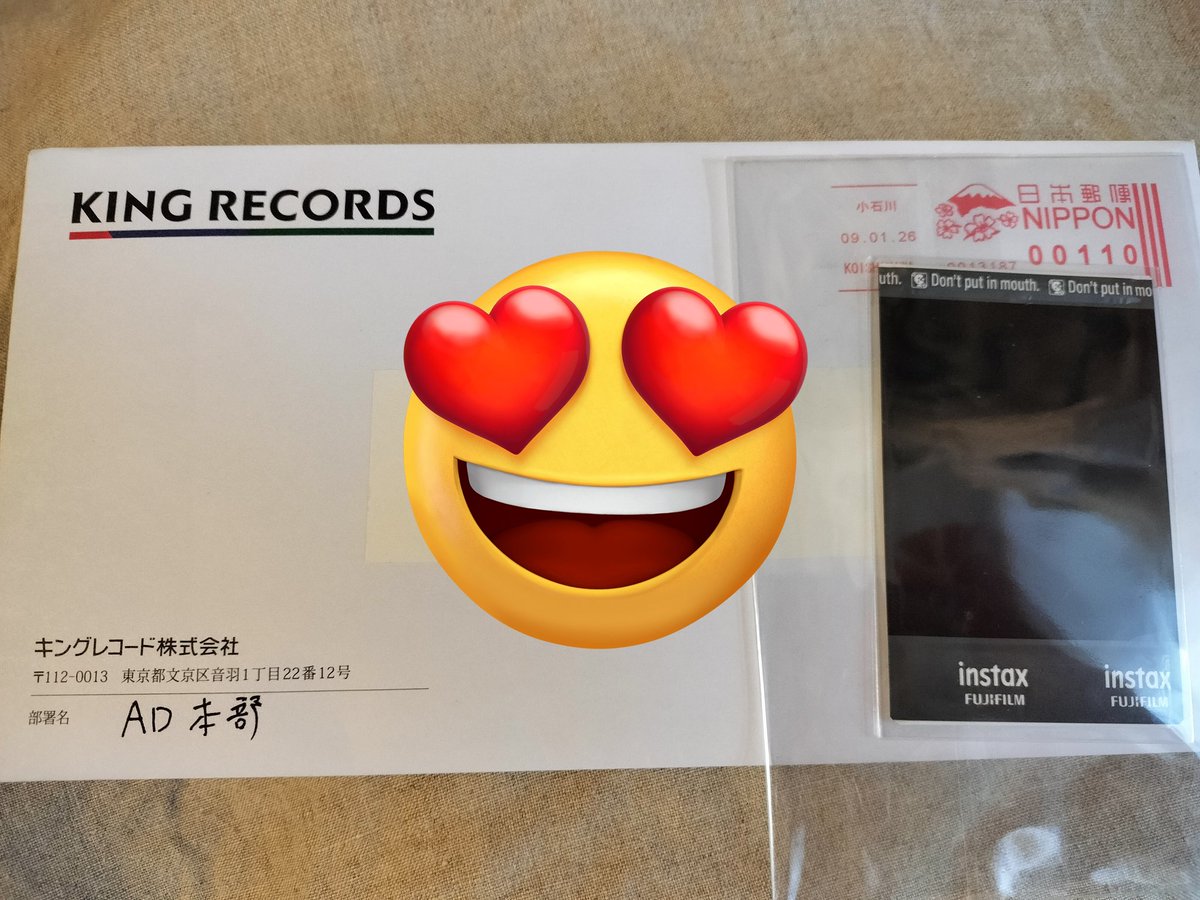 KING RECORDS
小石川
09.01.26
日本郵便
NIPPON
00110
uth. Don't put in mouth. Don't put in mo
instax instax
FUJIFILM FUJIFILM
キングレコード株式会社
〒112-0013 東京都文京区音羽1丁目22番12号
部署名 AD 本部